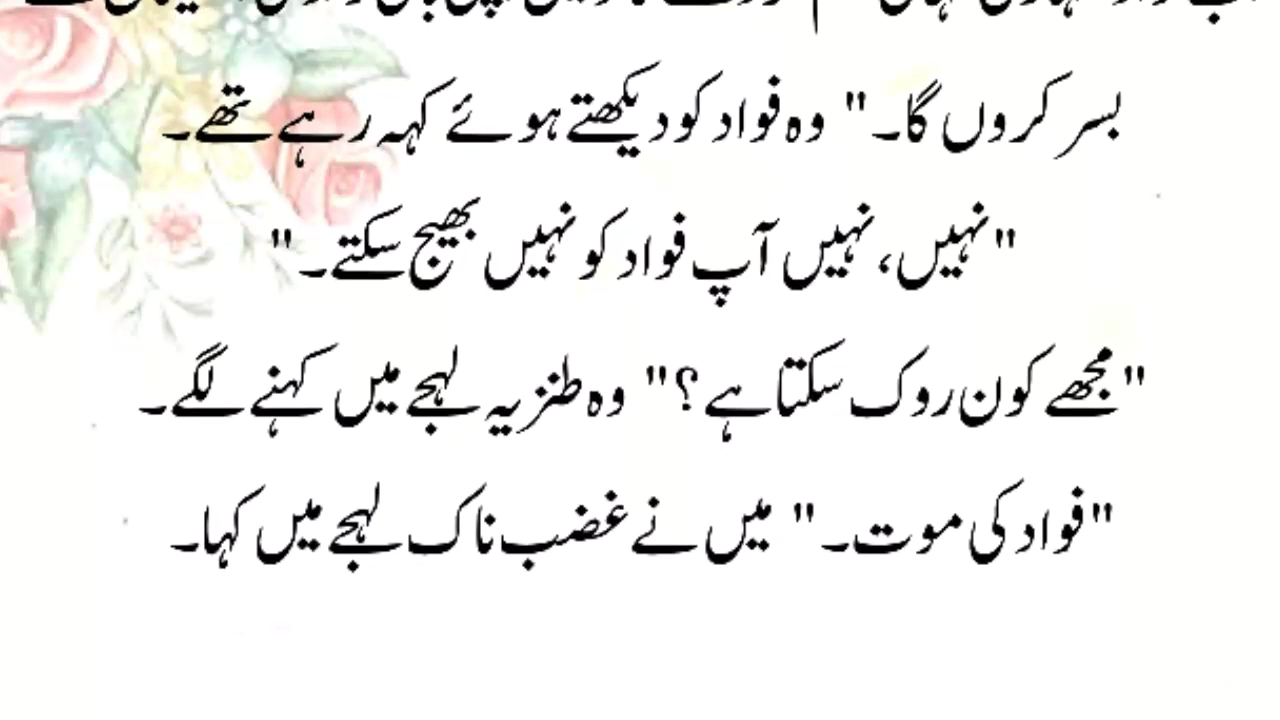 بسر کروں گا۔" وہ فواد کو دیکھتے ہوئے کہہ رہے تھے۔
"نہیں، نہیں آپ فواد کو نہیں بھیج سکتے۔"
"مجھے کون روک سکتا ہے؟" وہ طنزیہ لہجے میں کہنے لگے۔
"فواد کی موت۔" میں نے غضب ناک لہجے میں کہا۔